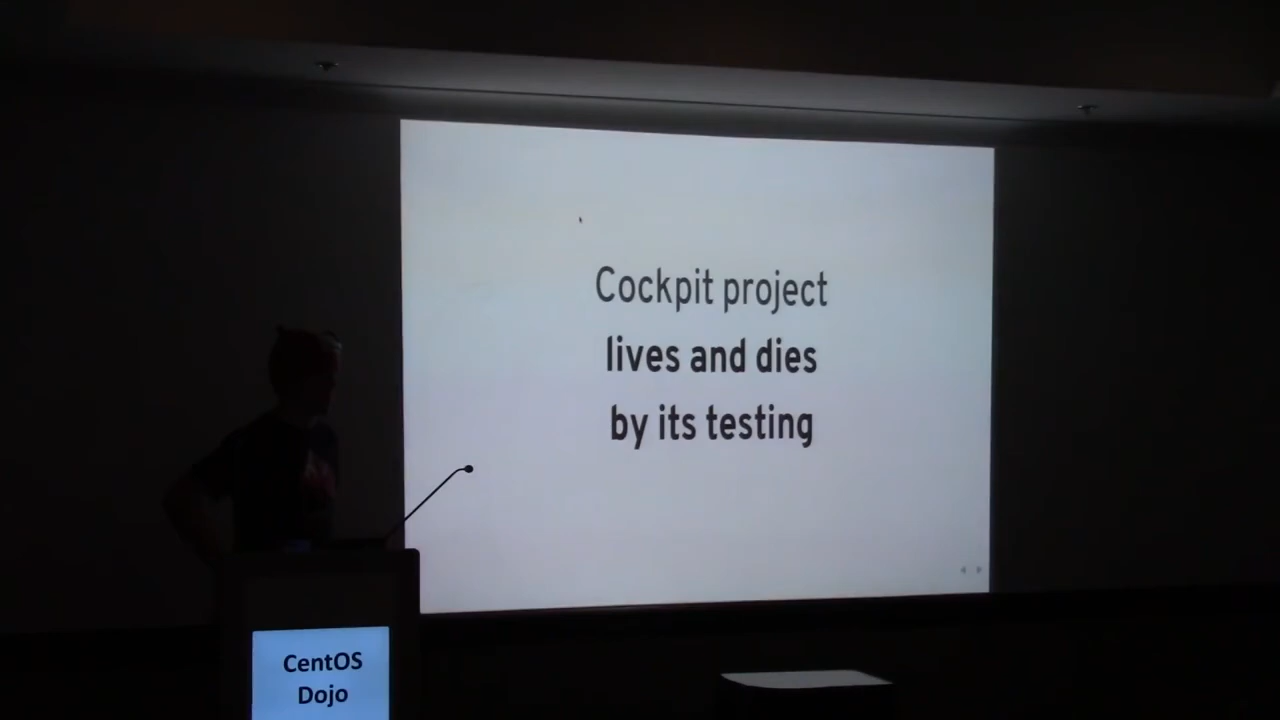 Cockpit project
lives and dies
by its testing
CentOS
Dojo